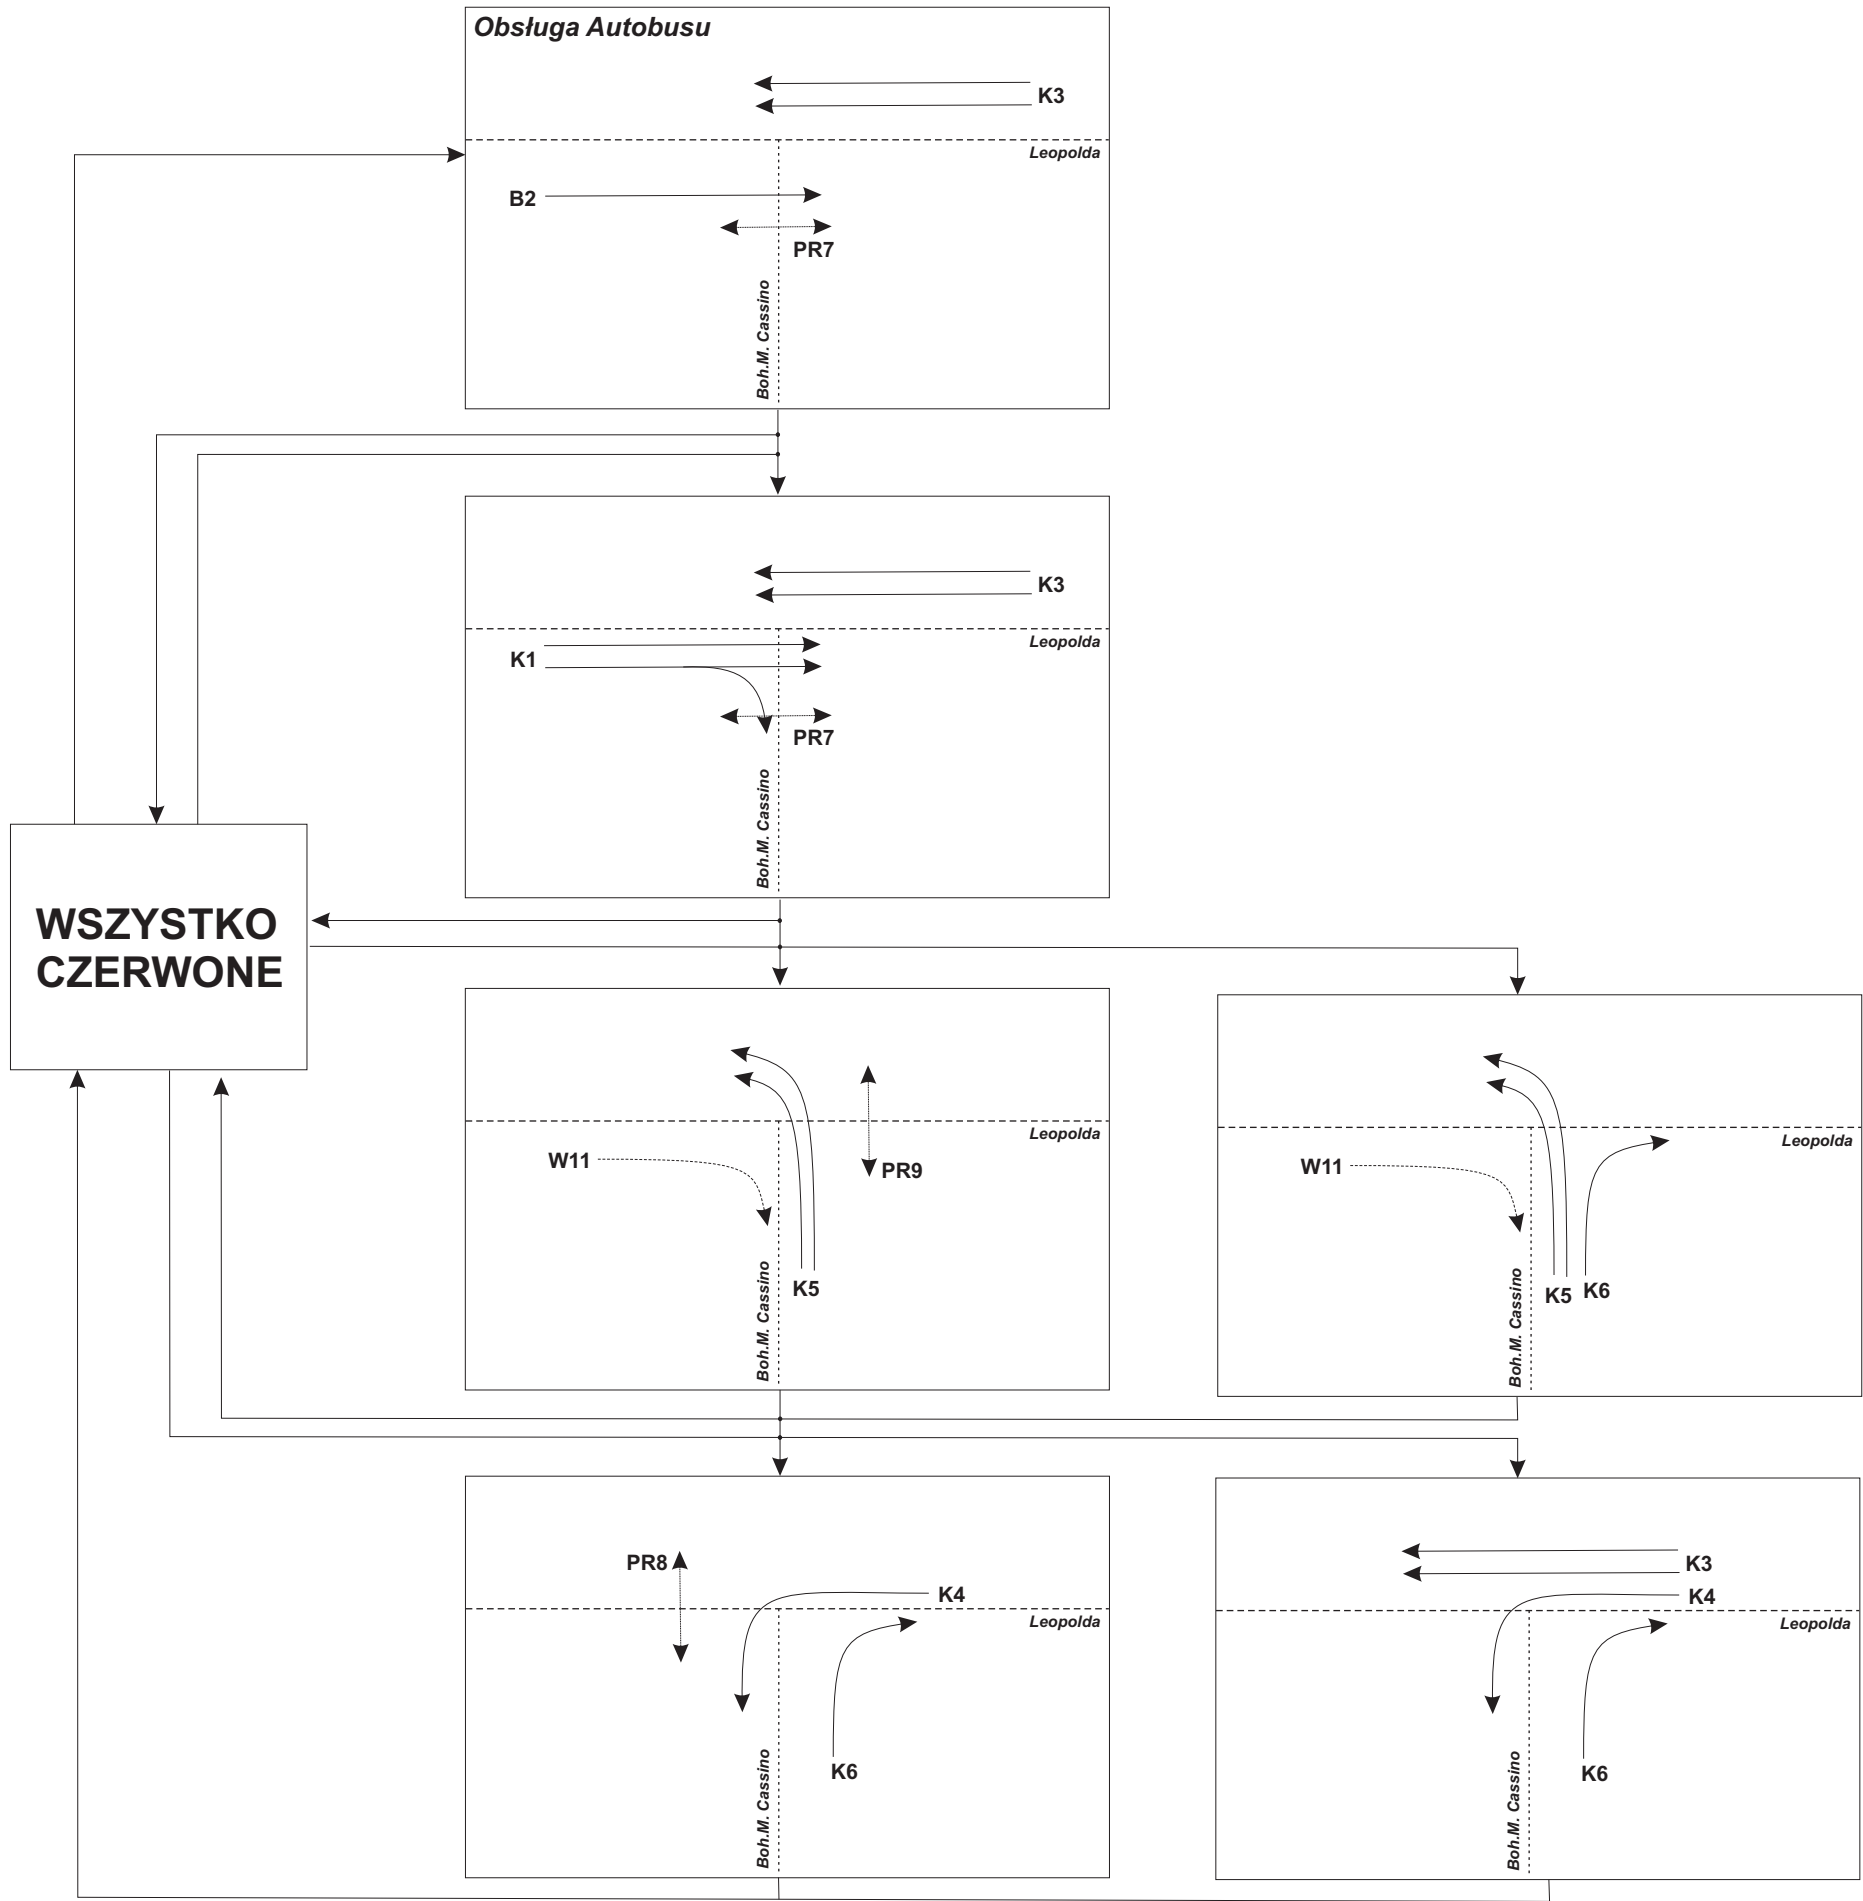 Obsługa Autobusu
K3
Leopolda
B2
PR7
Boh.M. Cassino
K3
Leopolda
K1
PR7
Boh.M. Cassino
WSZYSTKO
CZERWONE
Leopolda
W11
PR9
K5
Boh.M. Cassino
Leopolda
W11
K5
K6
Boh.M. Cassino
PR8
K4
Leopolda
K6
Boh.M. Cassino
K3
K4
Leopolda
K6
Boh.M. Cassino